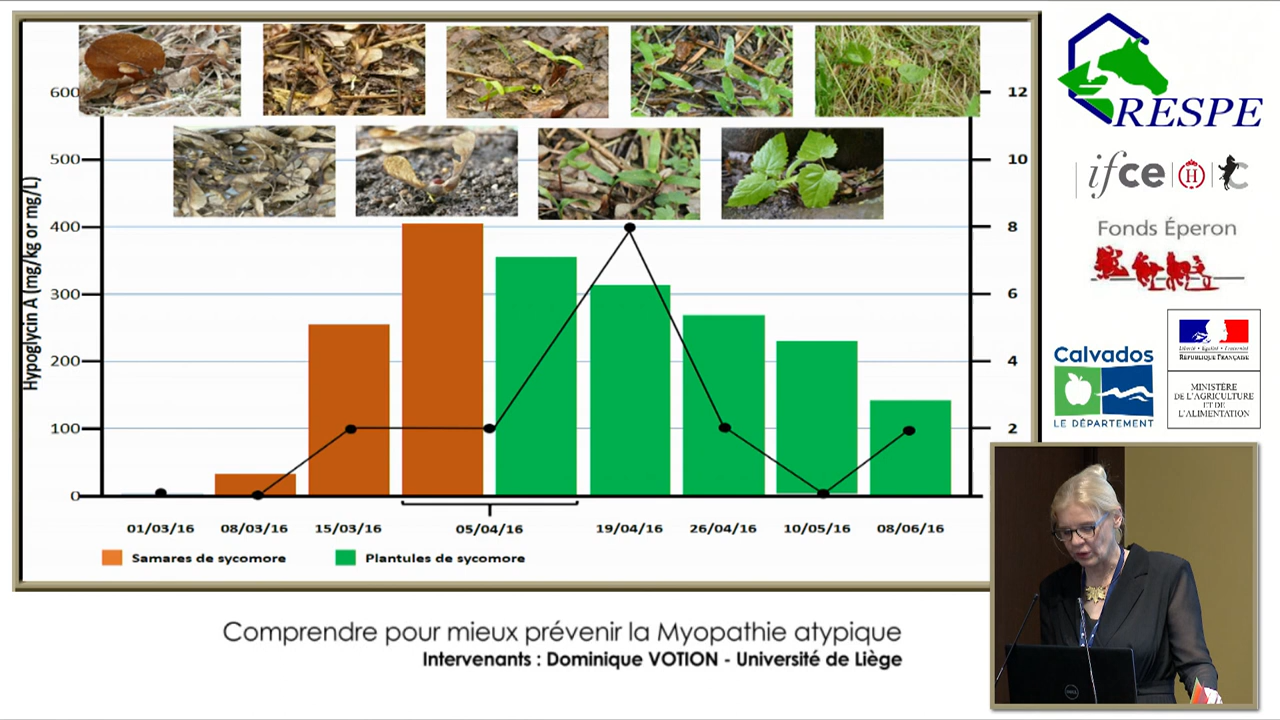 Hypoglycin A (mg/kg or mg/L)
600
500
400
300
200
100
0
12
10
8
6
4
2
01/03/16 08/03/16 15/03/16 05/04/16 19/04/16 26/04/16 10/05/16 08/06/16
Samares de sycomore Plantules de sycomore
RESPE
ifce H C
Fonds Éperon
Calvados
LE DÉPARTEMENT
Liberté • Égalité • Fraternité
RÉPUBLIQUE FRANÇAISE
MINISTÈRE
DE L'AGRICULTURE
ET DE
L'ALIMENTATION
DELL
Comprendre pour mieux prévenir la Myopathie atypique
Intervenants : Dominique VOTION - Université de Liège